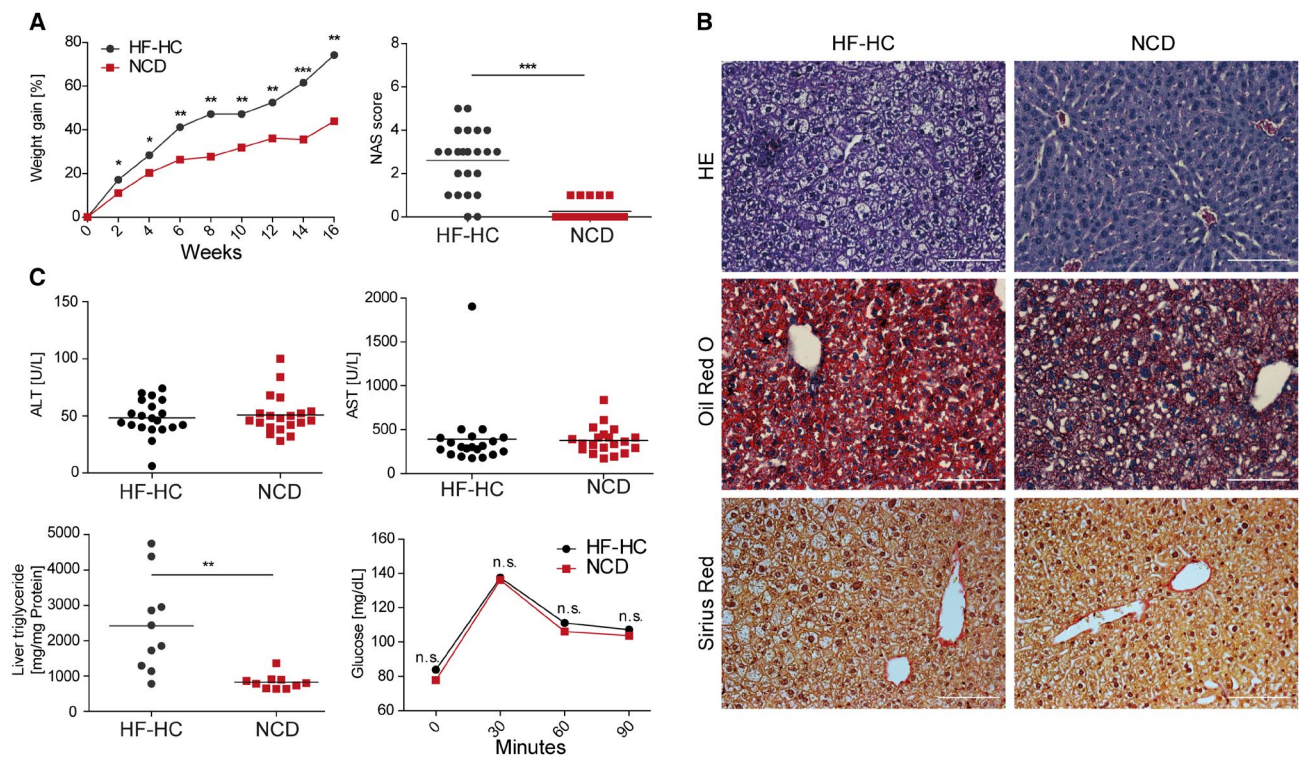 A
80
60
40
20
0
Weight gain [%]
HF-HC
NCD
*
*
**
**
**
**
***
**
0
2
4
6
8
10
12
14
16
Weeks
8
6
4
2
0
NAS score
***
HF-HC
NCD
B
HF-HC
NCD
HE
Oil Red O
Sirius Red
C
150
100
50
0
ALT [U/L]
HF-HC
NCD
2000
1500
1000
500
0
AST [U/L]
HF-HC
NCD
5000
4000
3000
2000
1000
0
Liver triglyceride
[mg/mg Protein]
**
HF-HC
NCD
160
140
120
100
80
60
Glucose [mg/dL]
HF-HC
NCD
n.s.
n.s.
n.s.
n.s.
0
30
60
90
Minutes